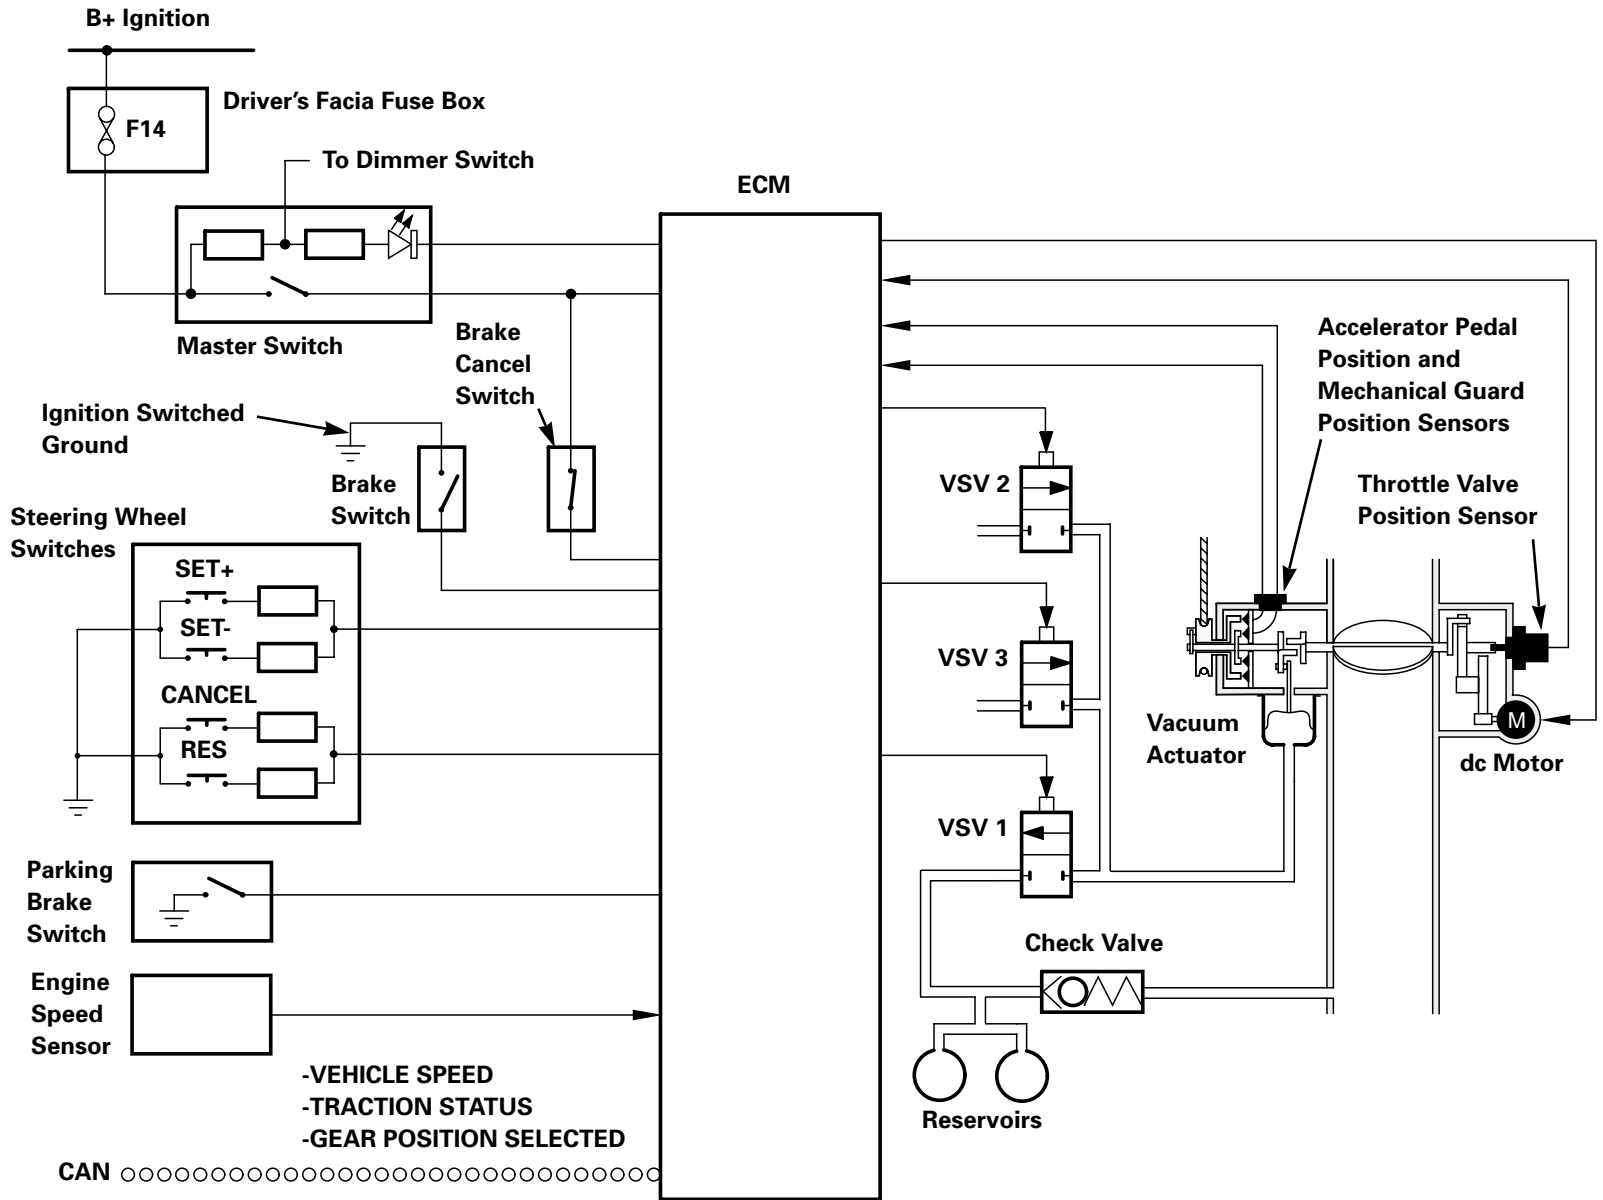 B+ Ignition
Driver's Facia Fuse Box
F14
To Dimmer Switch
ECM
Master Switch
Brake
Cancel
Switch
Ignition Switched
Ground
Brake
Switch
Steering Wheel
Switches
SET+
SET-
CANCEL
RES
Parking
Brake
Switch
Engine
Speed
Sensor
-VEHICLE SPEED
-TRACTION STATUS
-GEAR POSITION SELECTED
CAN
Accelerator Pedal
Position and
Mechanical Guard
Position Sensors
Throttle Valve
Position Sensor
VSV 2
VSV 3
VSV 1
Vacuum
Actuator
M
dc Motor
Check Valve
Reservoirs